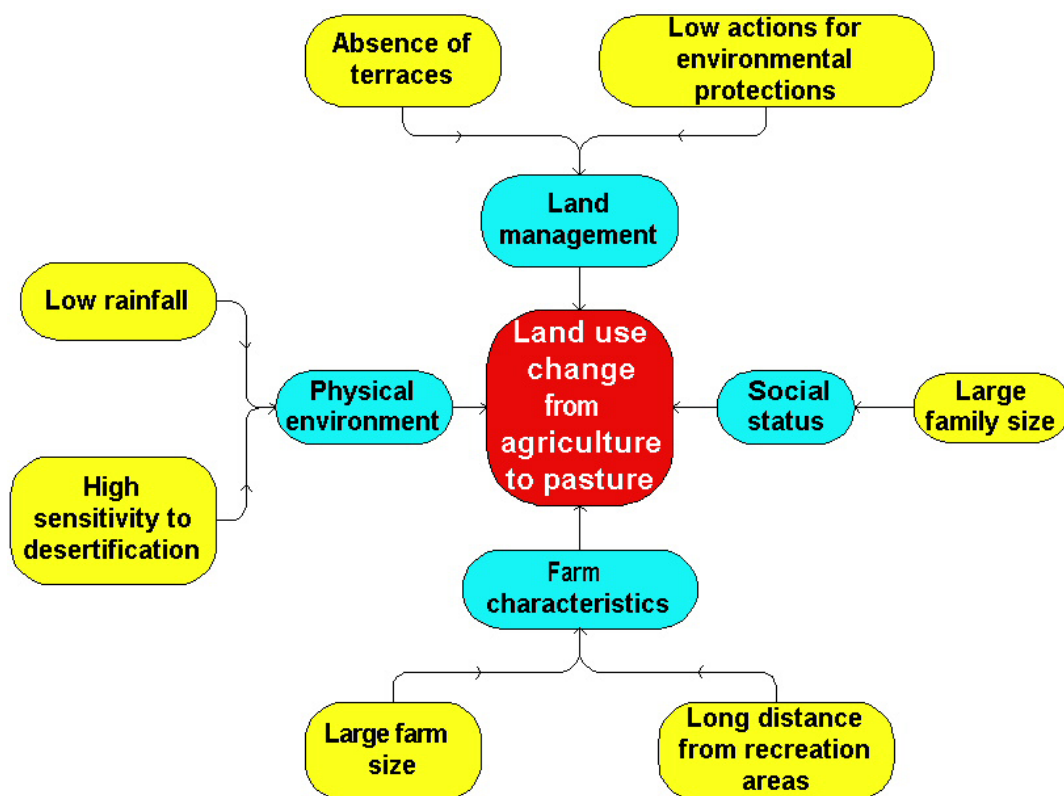 Absence of
terraces
Low actions for
environmental
protections
Land
management
Low rainfall
Land use
change
from
agriculture
to pasture
Physical
environment
Social
status
Large
family size
High
sensitivity to
desertification
Farm
characteristics
Large farm
size
Long distance
from recreation
areas